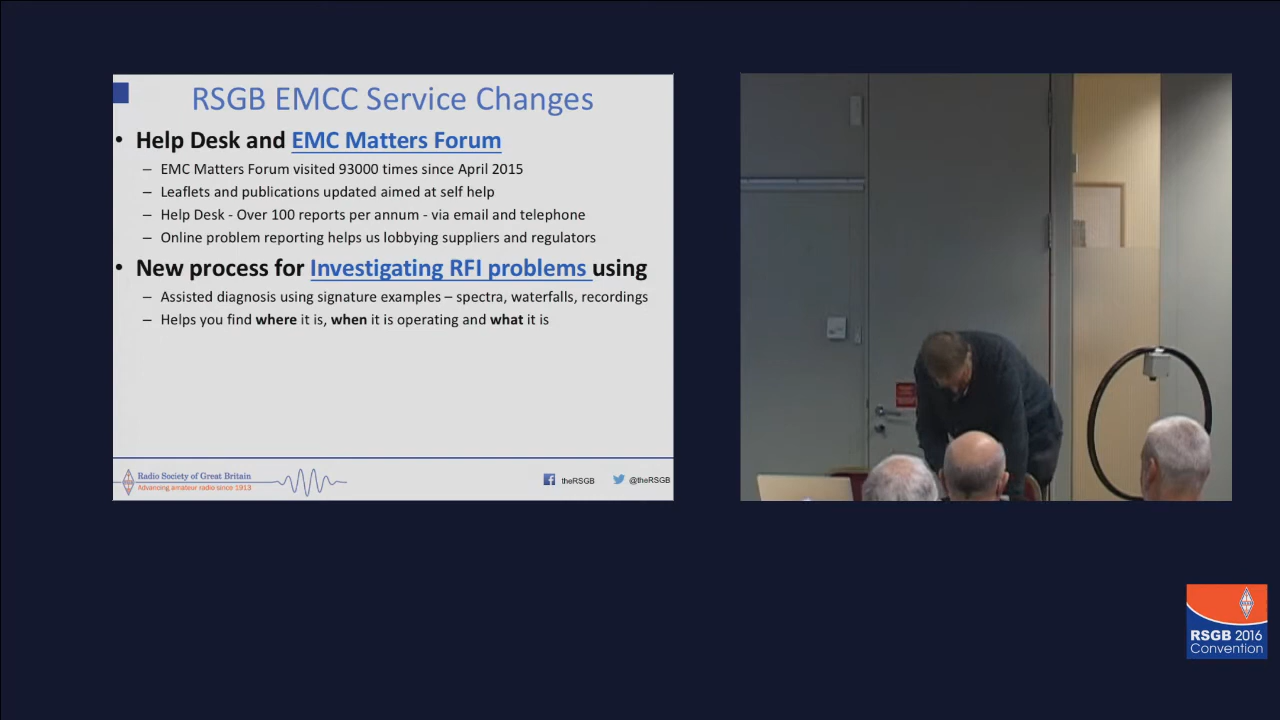 RSGB EMCC Service Changes
• Help Desk and EMC Matters Forum
– EMC Matters Forum visited 93000 times since April 2015
– Leaflets and publications updated aimed at self help
– Help Desk - Over 100 reports per annum - via email and telephone
– Online problem reporting helps us lobbying suppliers and regulators
• New process for Investigating RFI problems using
– Assisted diagnosis using signature examples – spectra, waterfalls, recordings
– Helps you find where it is, when it is operating and what it is
Radio Society of Great Britain
Advancing amateur radio since 1913
theRSGB
@theRSGB
RSGB 2016
Convention